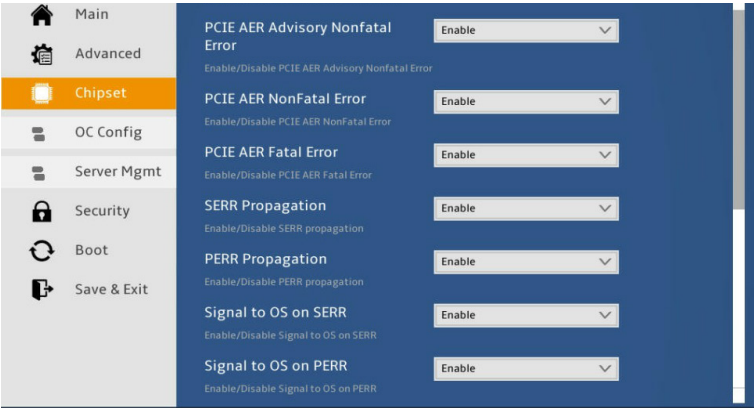 Main
Advanced
Chipset
OC Config
Server Mgmt
Security
Boot
Save & Exit
PCIE AER Advisory Nonfatal
Error
Enable
Enable/Disable PCIE AER Advisory Nonfatal Error
PCIE AER NonFatal Error
Enable
Enable/Disable PCIE AER NonFatal Error
PCIE AER Fatal Error
Enable
Enable/Disable PCIE AER Fatal Error
SERR Propagation
Enable
Enable/Disable SERR propagation
PERR Propagation
Enable
Enable/Disable PERR propagation
Signal to OS on SERR
Enable
Enable/Disable Signal to OS on SERR
Signal to OS on PERR
Enable
Enable/Disable Signal to OS on PERR